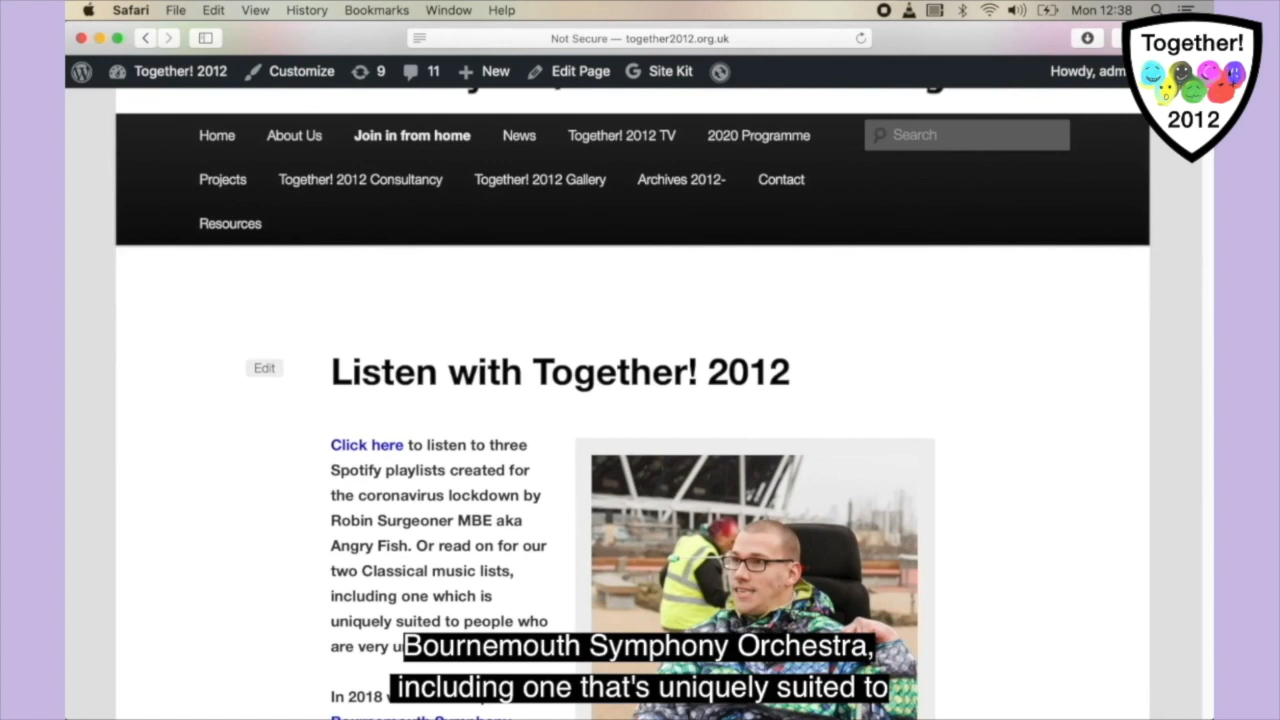 Safari File Edit View History Bookmarks Window Help Mon 12:38
Not Secure — together2012.org.uk
Together! 2012 Customize 9 11 New Edit Page Site Kit Howdy, adm
Together!
2012
Home About Us Join in from home News Together! 2012 TV 2020 Programme Search
Projects Together! 2012 Consultancy Together! 2012 Gallery Archives 2012- Contact
Resources
Edit
Listen with Together! 2012
Click here to listen to three
Spotify playlists created for
the coronavirus lockdown by
Robin Surgeoner MBE aka
Angry Fish. Or read on for our
two Classical music lists,
including one which is
uniquely suited to people who
are very
In 2018
Bournemouth Symphony Orchestra,
including one that's uniquely suited to